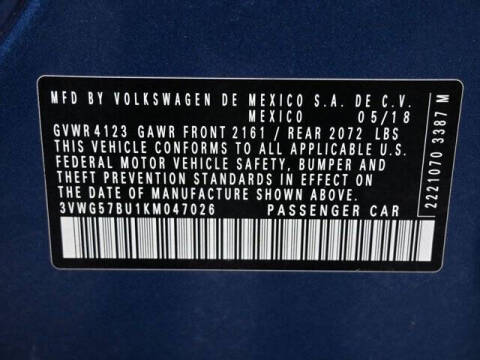 MFD BY VOLKSWAGEN DE MEXICO S.A. DE C.V.
MEXICO 05/18
GVWR 4123 GAWR FRONT 2161 / REAR 2072 LBS
THIS VEHICLE CONFORMS TO ALL APPLICABLE U.S.
FEDERAL MOTOR VEHICLE SAFETY, BUMPER AND
THEFT PREVENTION STANDARDS IN EFFECT ON
THE DATE OF MANUFACTURE SHOWN ABOVE.
3VWG57BU1KM047026 PASSENGER CAR
2221070 3387 M